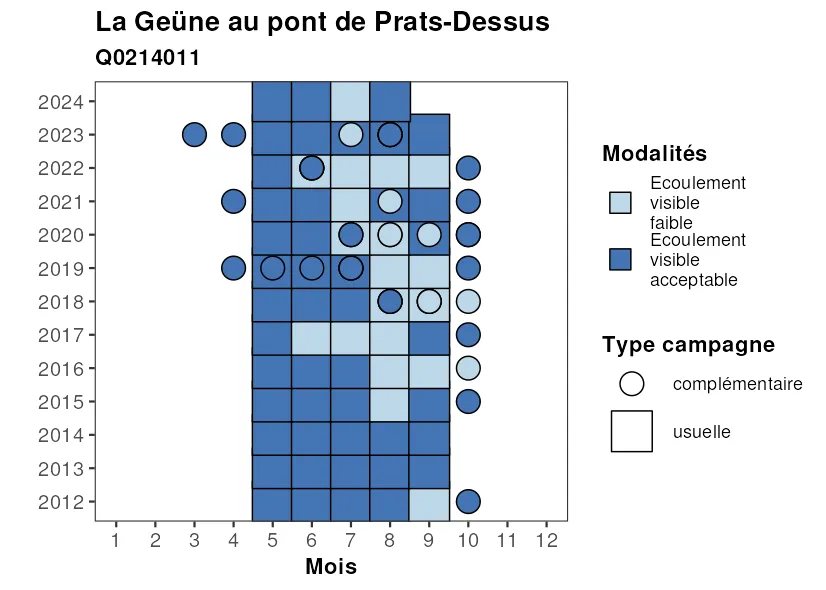 La Geüne au pont de Prats-Dessus
Q0214011
2024
2023
2022
2021
2020
2019
2018
2017
2016
2015
2014
2013
2012
1 2 3 4 5 6 7 8 9 10 11 12
Mois
Modalités
Ecoulement
visible
faible
Ecoulement
visible
acceptable
Type campagne
complémentaire
usuelle